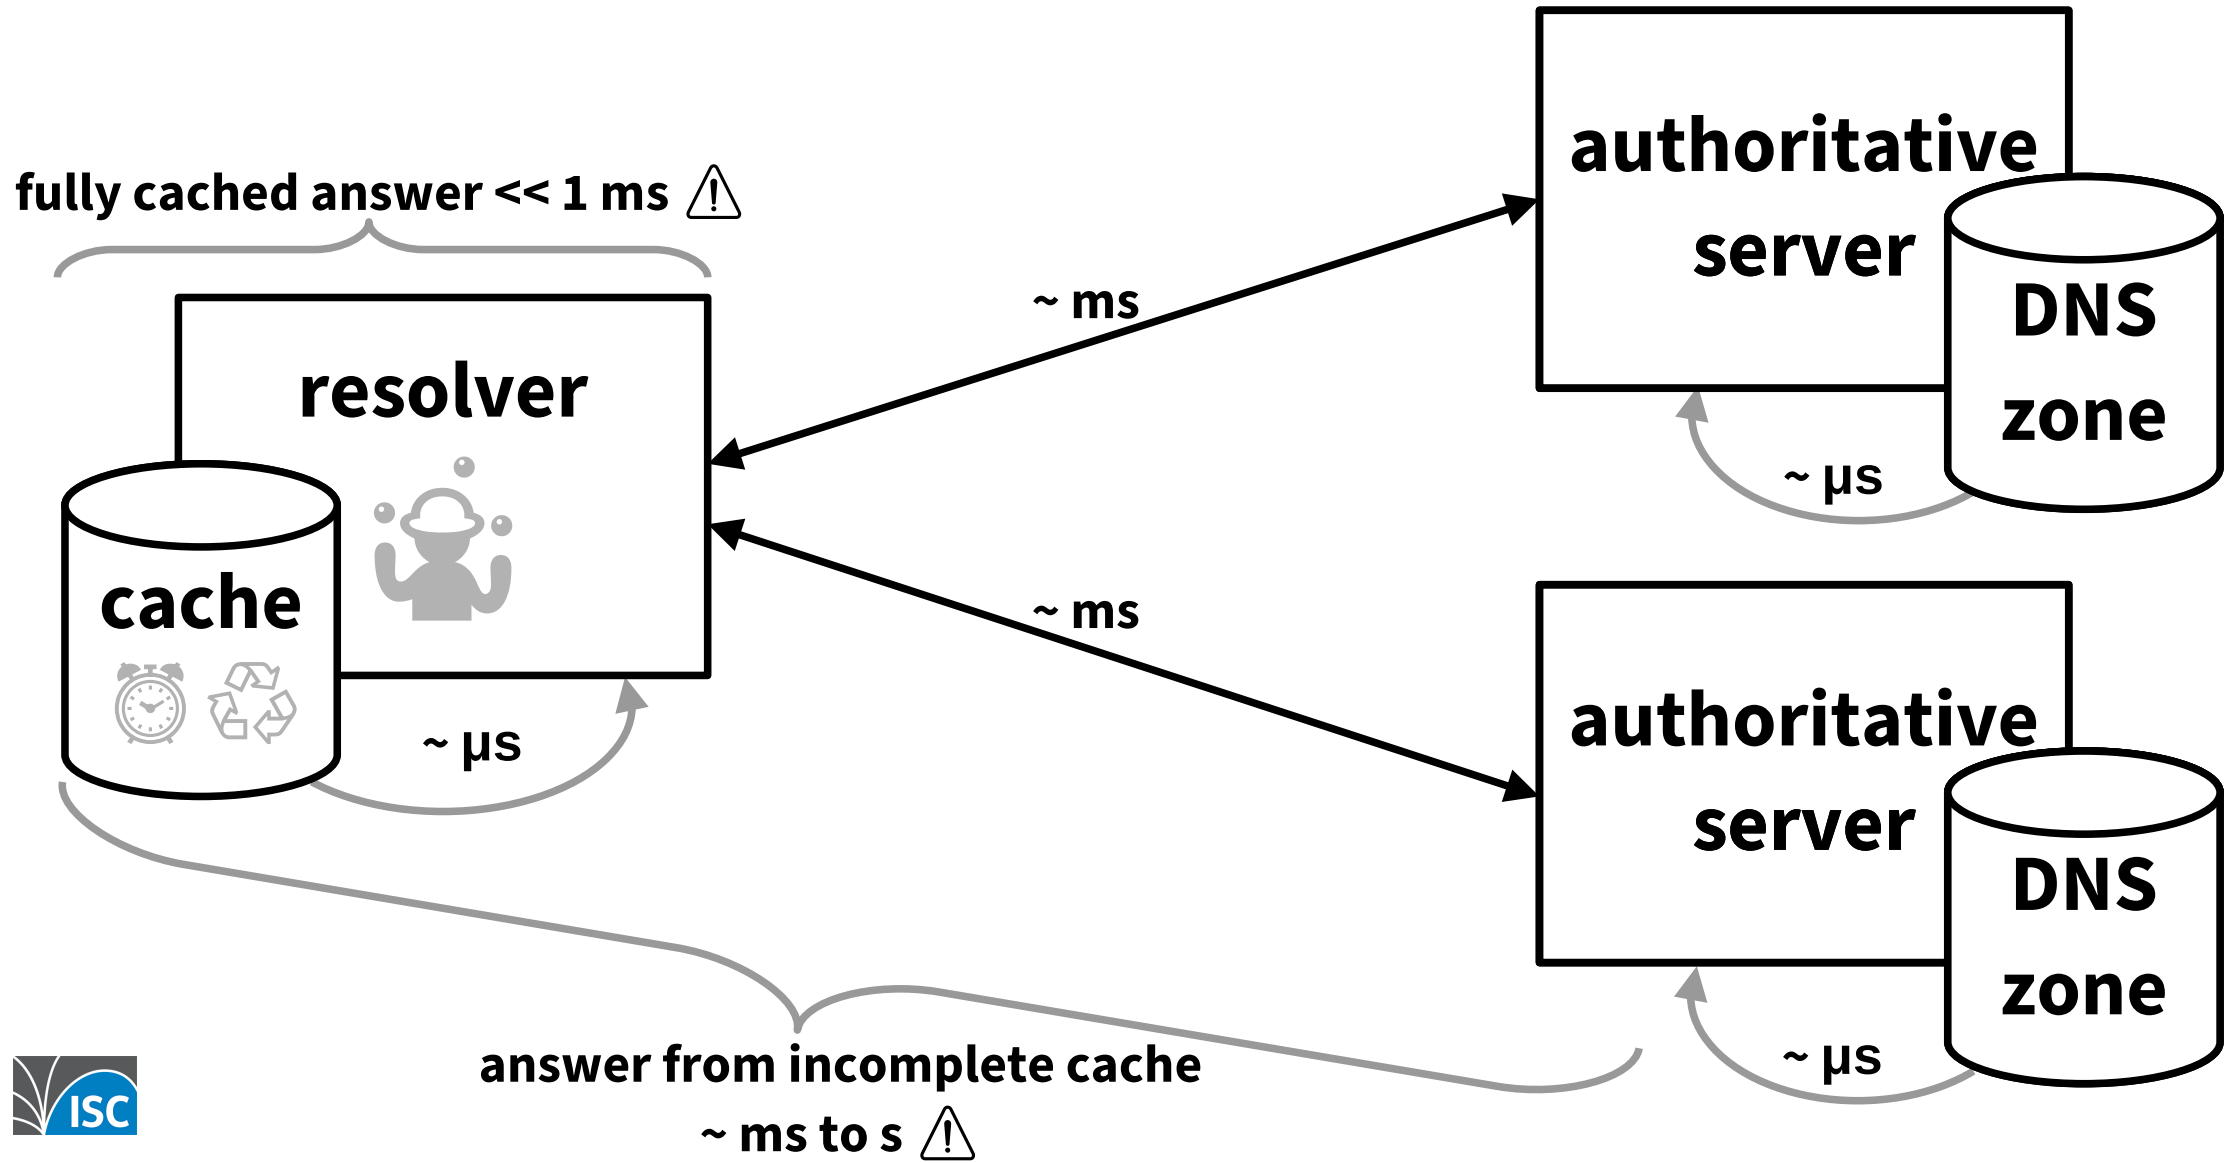 fully cached answer << 1 ms
resolver
cache
~ µs
~ ms
~ ms
authoritative
server
DNS
zone
~ µs
authoritative
server
DNS
zone
~ µs
answer from incomplete cache
~ ms to s
ISC